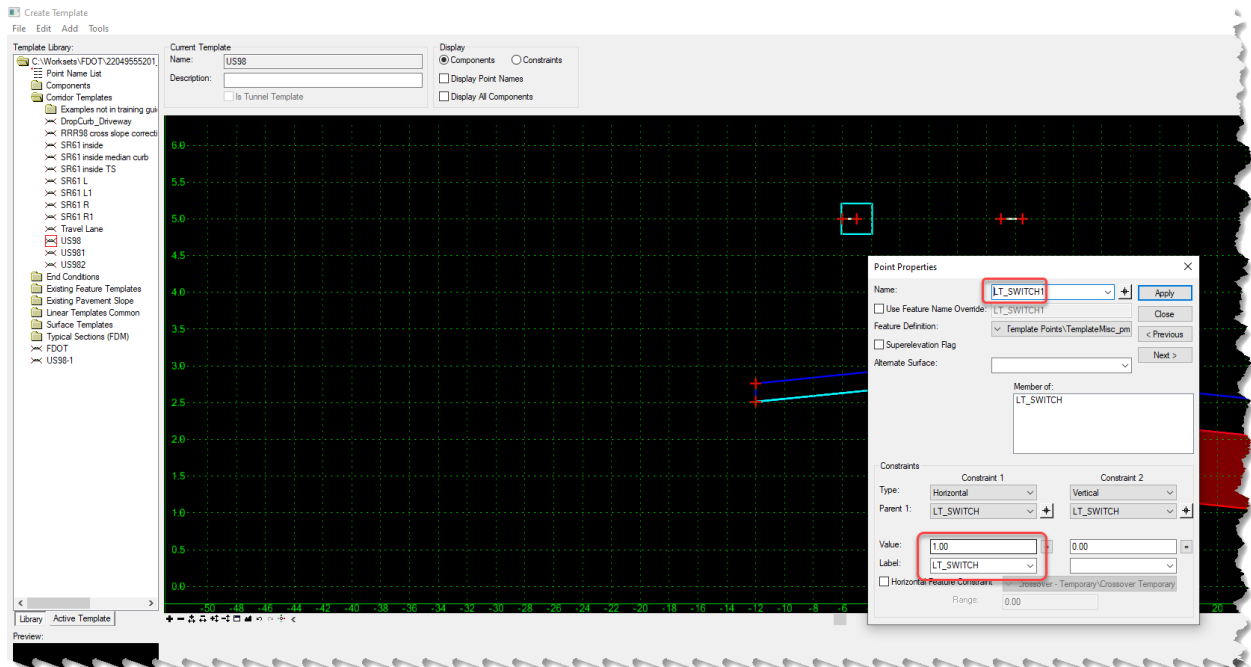 Create Template
File Edit Add Tools
Template Library:
C:\Worksets\FDOT\22049555201_
Point Name List
Components
Corridor Templates
Examples not in training gui
DropCurb_Driveway
RRR98 cross slope correcti
SR61 inside
SR61 inside median curb
SR61 inside TS
SR61 L
SR61 L1
SR61 R
SR61 R1
Travel Lane
US98
US981
US982
End Conditions
Existing Feature Templates
Existing Pavement Slope
Linear Templates Common
Surface Templates
Typical Sections (FDM)
FDOT
US98-1
Library Active Template
Preview:
Current Template
Name: US98
Description:
Is Tunnel Template
Display
Components Constraints
Display Point Names
Display All Components
6.0
5.5
5.0
4.5
4.0
3.5
3.0
2.5
2.0
1.5
1.0
0.5
0.0
-50 -48 -46 -44 -42 -40 -38 -36 -34 -32 -30 -28 -26 -24 -22 -20 -18 -16 -14 -12 -10 -8 -6 20
Point Properties
Name: LT_SWITCH1 Apply
Use Feature Name Override: LT_SWITCH1 Close
Feature Definition: Template Points\TemplateMisc_pm < Previous
Superelevation Flag Next >
Alternate Surface:
Member of:
LT_SWITCH
Constraints
Constraint 1 Constraint 2
Type: Horizontal Vertical
Parent 1: LT_SWITCH LT_SWITCH
Value: 1.00 = 0.00 =
Label: LT_SWITCH
Horizontal Feature Constraint Crossover - Temporary\Crossover Temporary
Range: 0.00